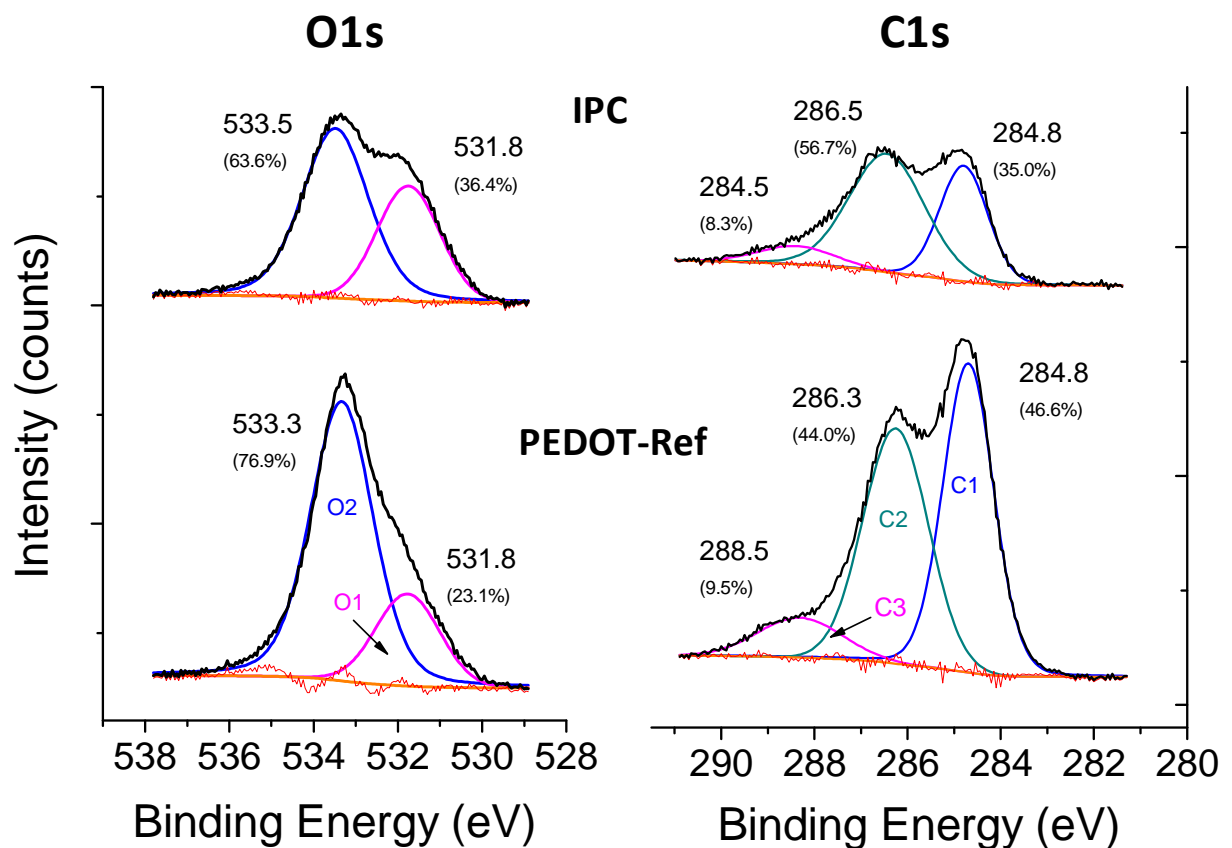 O1s
C1s
IPC
533.5
(63.6%)
531.8
(36.4%)
286.5
(56.7%)
284.8
(35.0%)
284.5
(8.3%)
PEDOT-Ref
533.3
(76.9%)
O2
O1
531.8
(23.1%)
286.3
(44.0%)
284.8
(46.6%)
C1
C2
288.5
(9.5%)
C3
Intensity (counts)
538 536 534 532 530 528
290 288 286 284 282 280
Binding Energy (eV)
Binding Energy (eV)